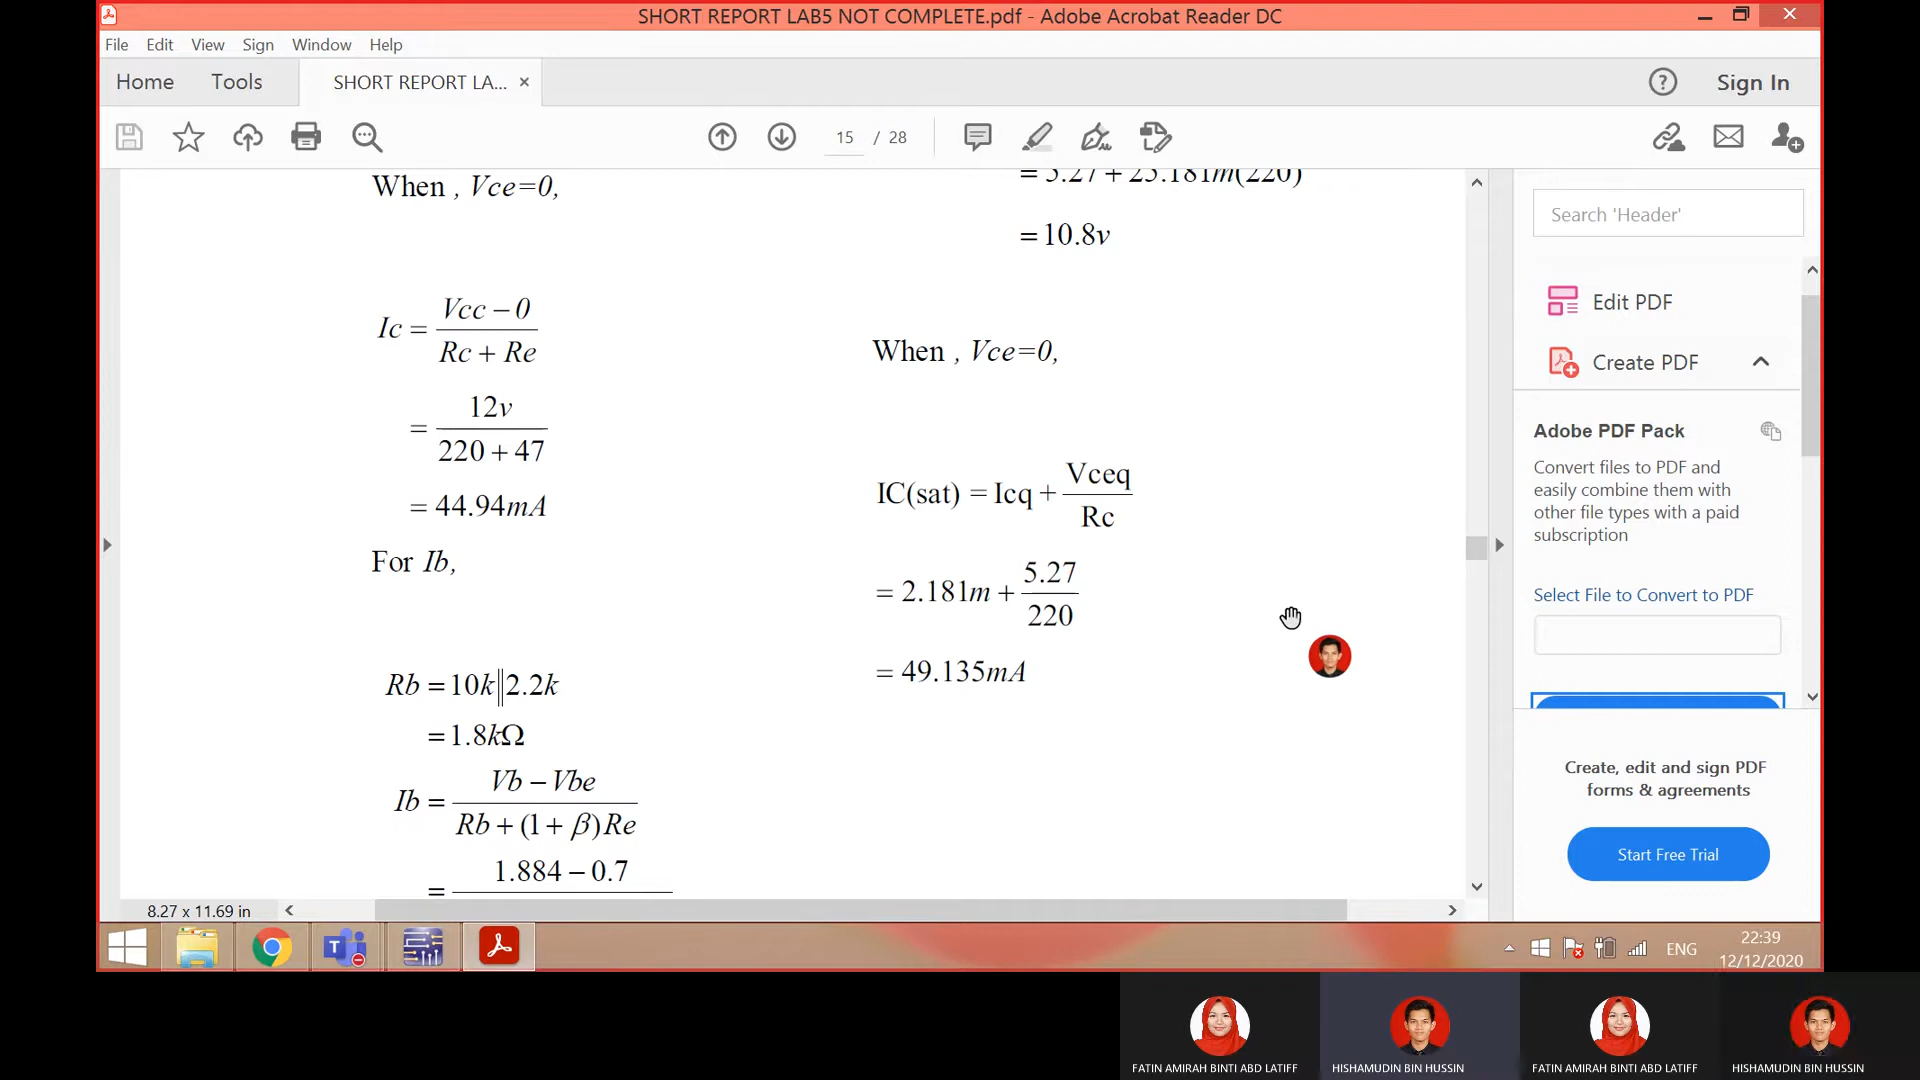 SHORT REPORT LAB5 NOT COMPLETE.pdf - Adobe Acrobat Reader DC
File Edit View Sign Window Help
Home Tools SHORT REPORT LA... × Sign In
15 / 28
When , Vce=0,
Ic = Vcc − 0 / Rc + Re
= 12v / 220 + 47
= 44.94mA
For Ib,
Rb = 10k||2.2k
= 1.8kΩ
Ib = Vb − Vbe / Rb + (1 + β)Re
= 1.884 − 0.7
= 5.27 + 25.181m(220)
= 10.8v
When , Vce=0,
IC(sat) = Icq + Vceq / Rc
= 2.181m + 5.27 / 220
= 49.135mA
8.27 x 11.69 in
Search 'Header'
Edit PDF
Create PDF
Adobe PDF Pack
Convert files to PDF and
easily combine them with
other file types with a paid
subscription
Select File to Convert to PDF
Create, edit and sign PDF
forms & agreements
Start Free Trial
ENG
22:39
12/12/2020
FATIN AMIRAH BINTI ABD LATIFF
HISHAMUDIN BIN HUSSIN
FATIN AMIRAH BINTI ABD LATIFF
HISHAMUDIN BIN HUSSIN